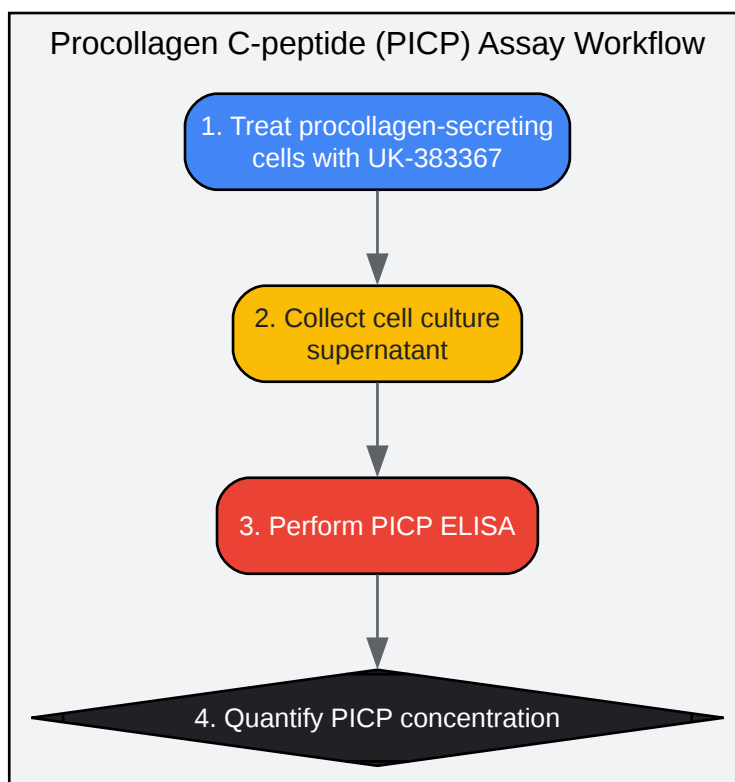 Procollagen C-peptide (PICP) Assay Workflow
1. Treat procollagen-secreting
cells with UK-383367
2. Collect cell culture
supernatant
3. Perform PICP ELISA
4. Quantify PICP concentration